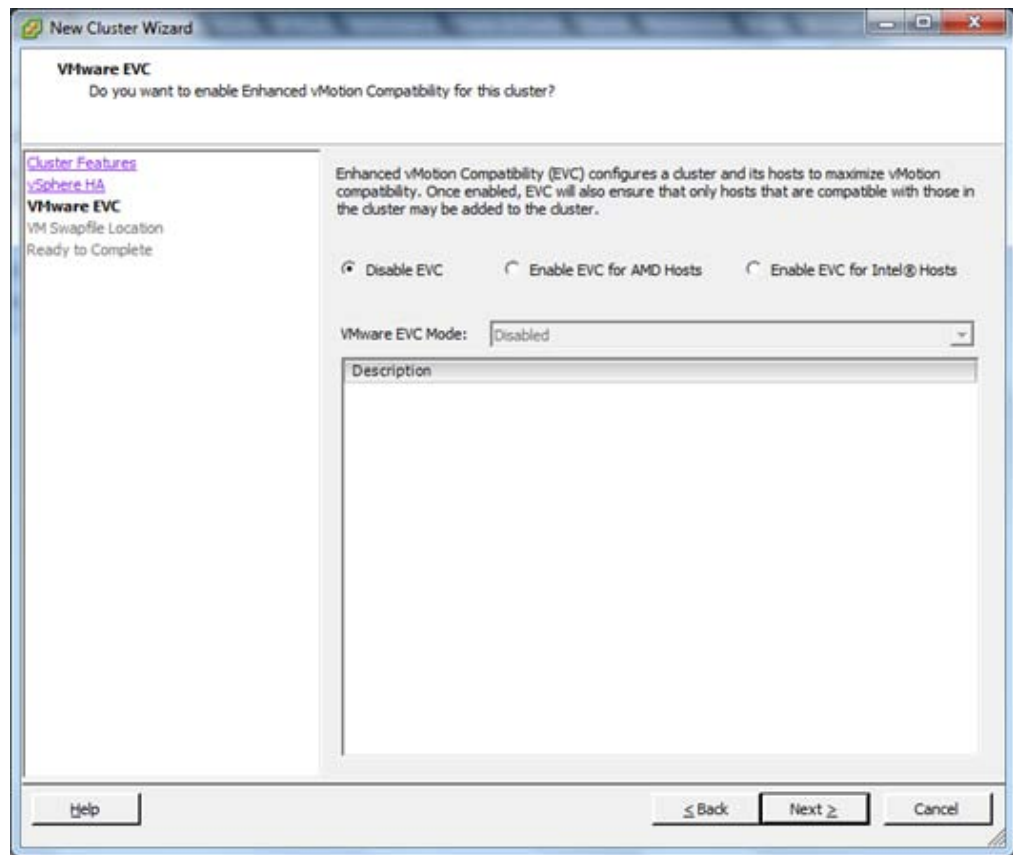 New Cluster Wizard
VMware EVC
Do you want to enable Enhanced vMotion Compatibility for this cluster?
Cluster Features
vSphere HA
VMware EVC
VM Swapfile Location
Ready to Complete
Enhanced vMotion Compatibility (EVC) configures a cluster and its hosts to maximize vMotion
compatibility. Once enabled, EVC will also ensure that only hosts that are compatible with those in
the cluster may be added to the cluster.
Disable EVC
Enable EVC for AMD Hosts
Enable EVC for Intel® Hosts
VMware EVC Mode:
Disabled
Description
Help
≤ Back
Next ≥
Cancel